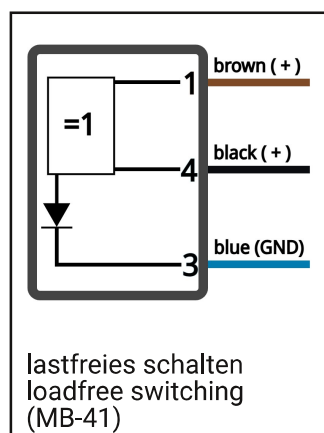 brown ( + )
1
=1
black ( + )
4
blue (GND)
3
lastfreies schalten
loadfree switching
(MB-41)